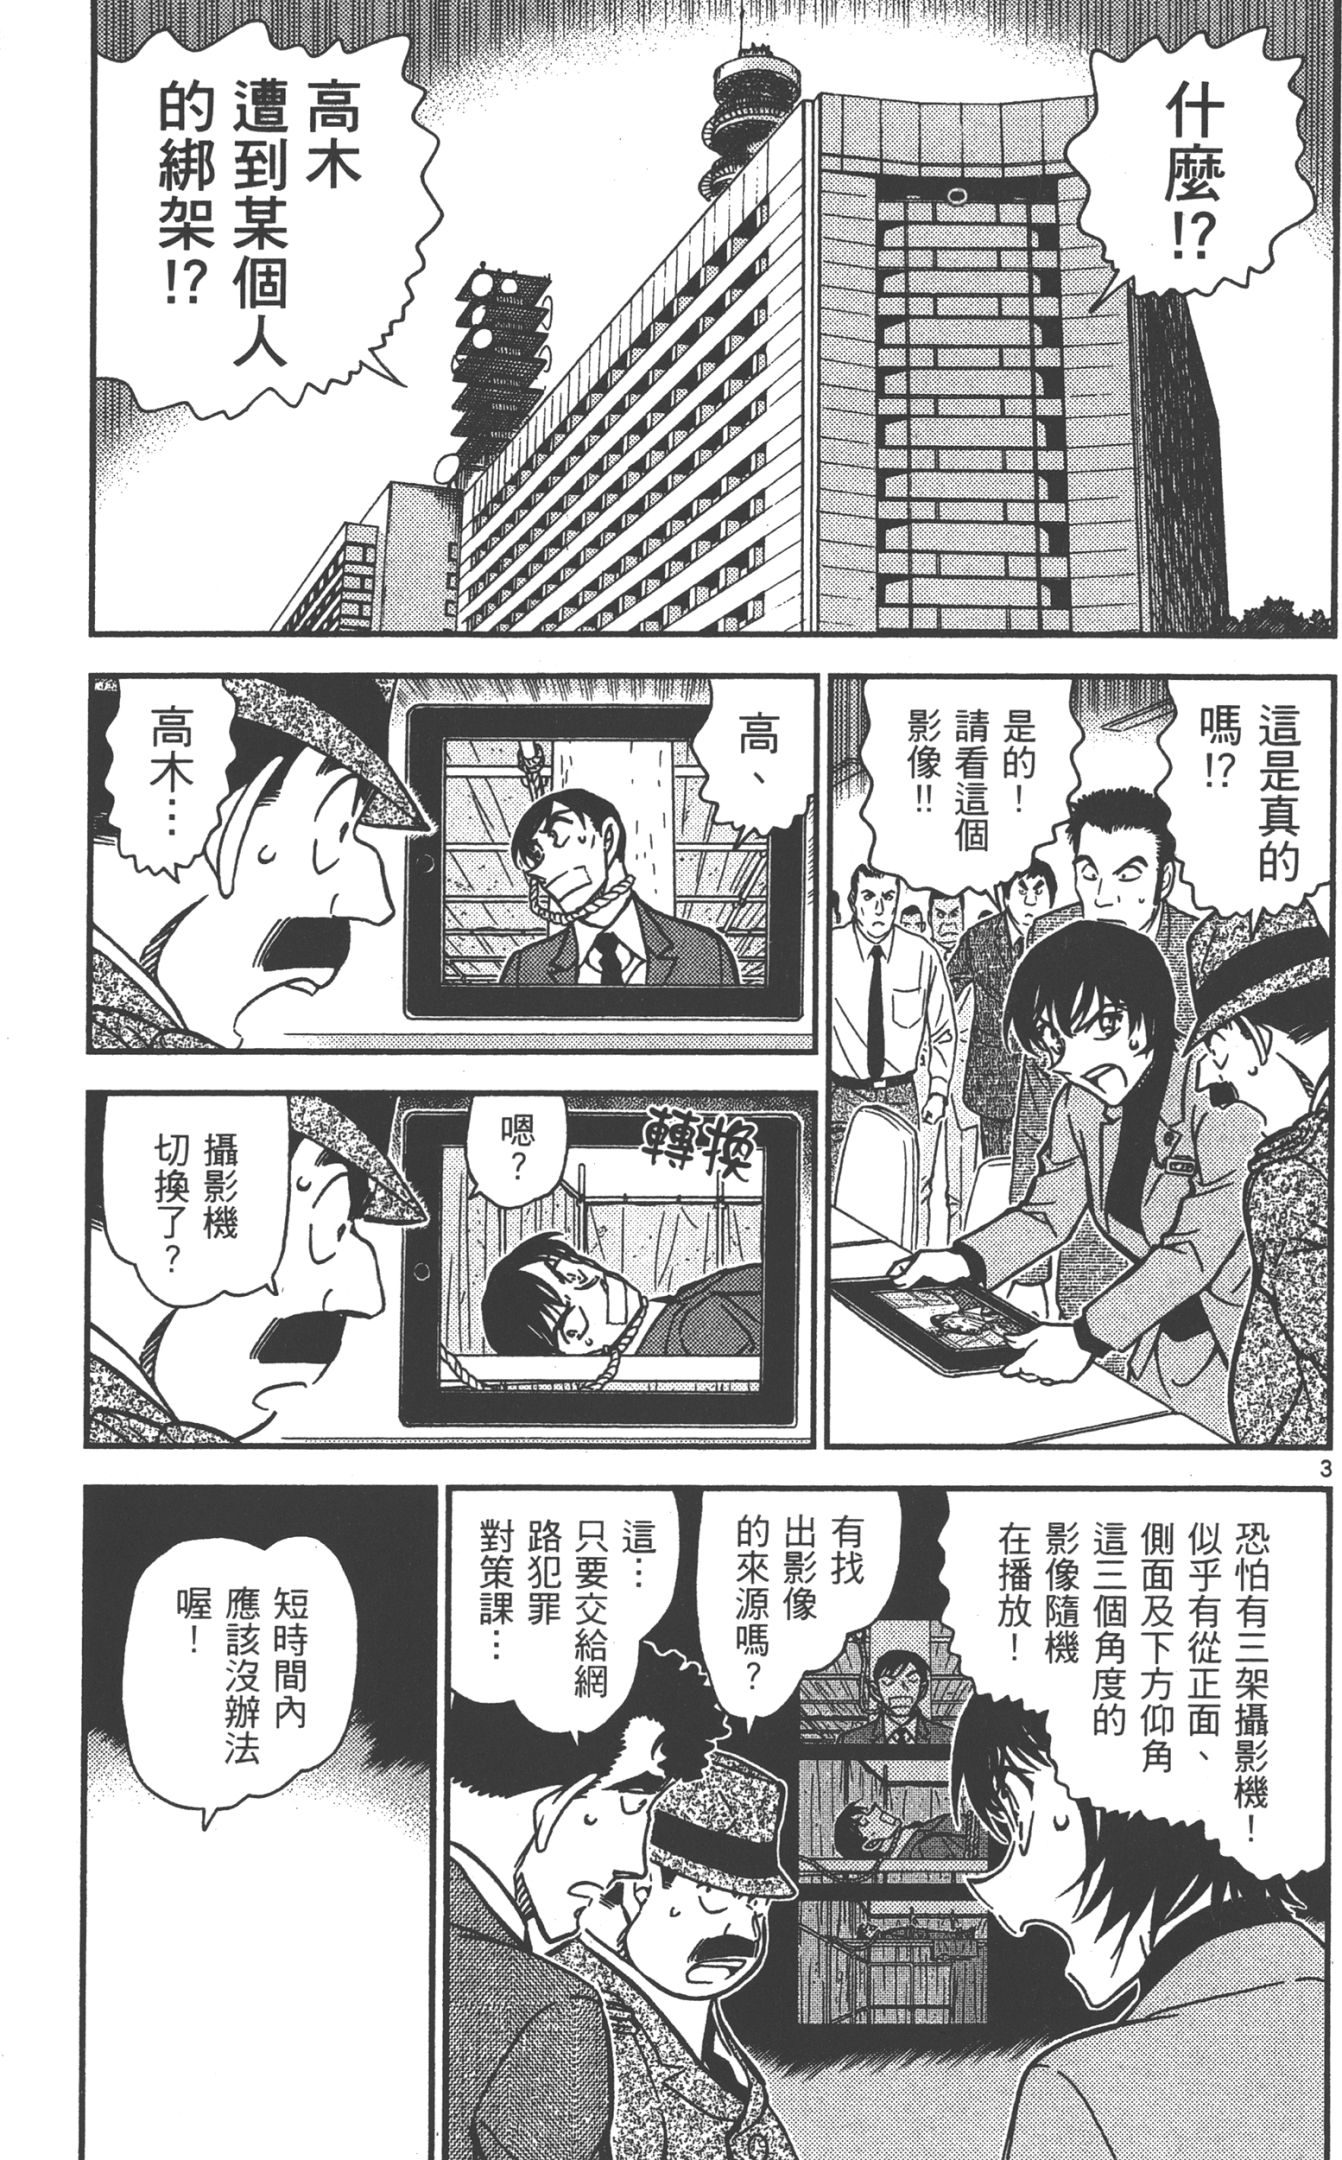 什麼!?
高木
遭到某個人
的綁架!?
這是真的
嗎!?
是的！
請看這個
影像!!
高、
高木…
轉換
嗯？
攝影機
切換了？
3
恐怕有三架攝影機！
似乎有從正面、
側面及下方仰角
這三個角度的
影像隨機
在播放！
有找
出影像
的來源嗎？
這…
只要交給網
路犯罪
對策課…
短時間內
應該沒辦法
喔！